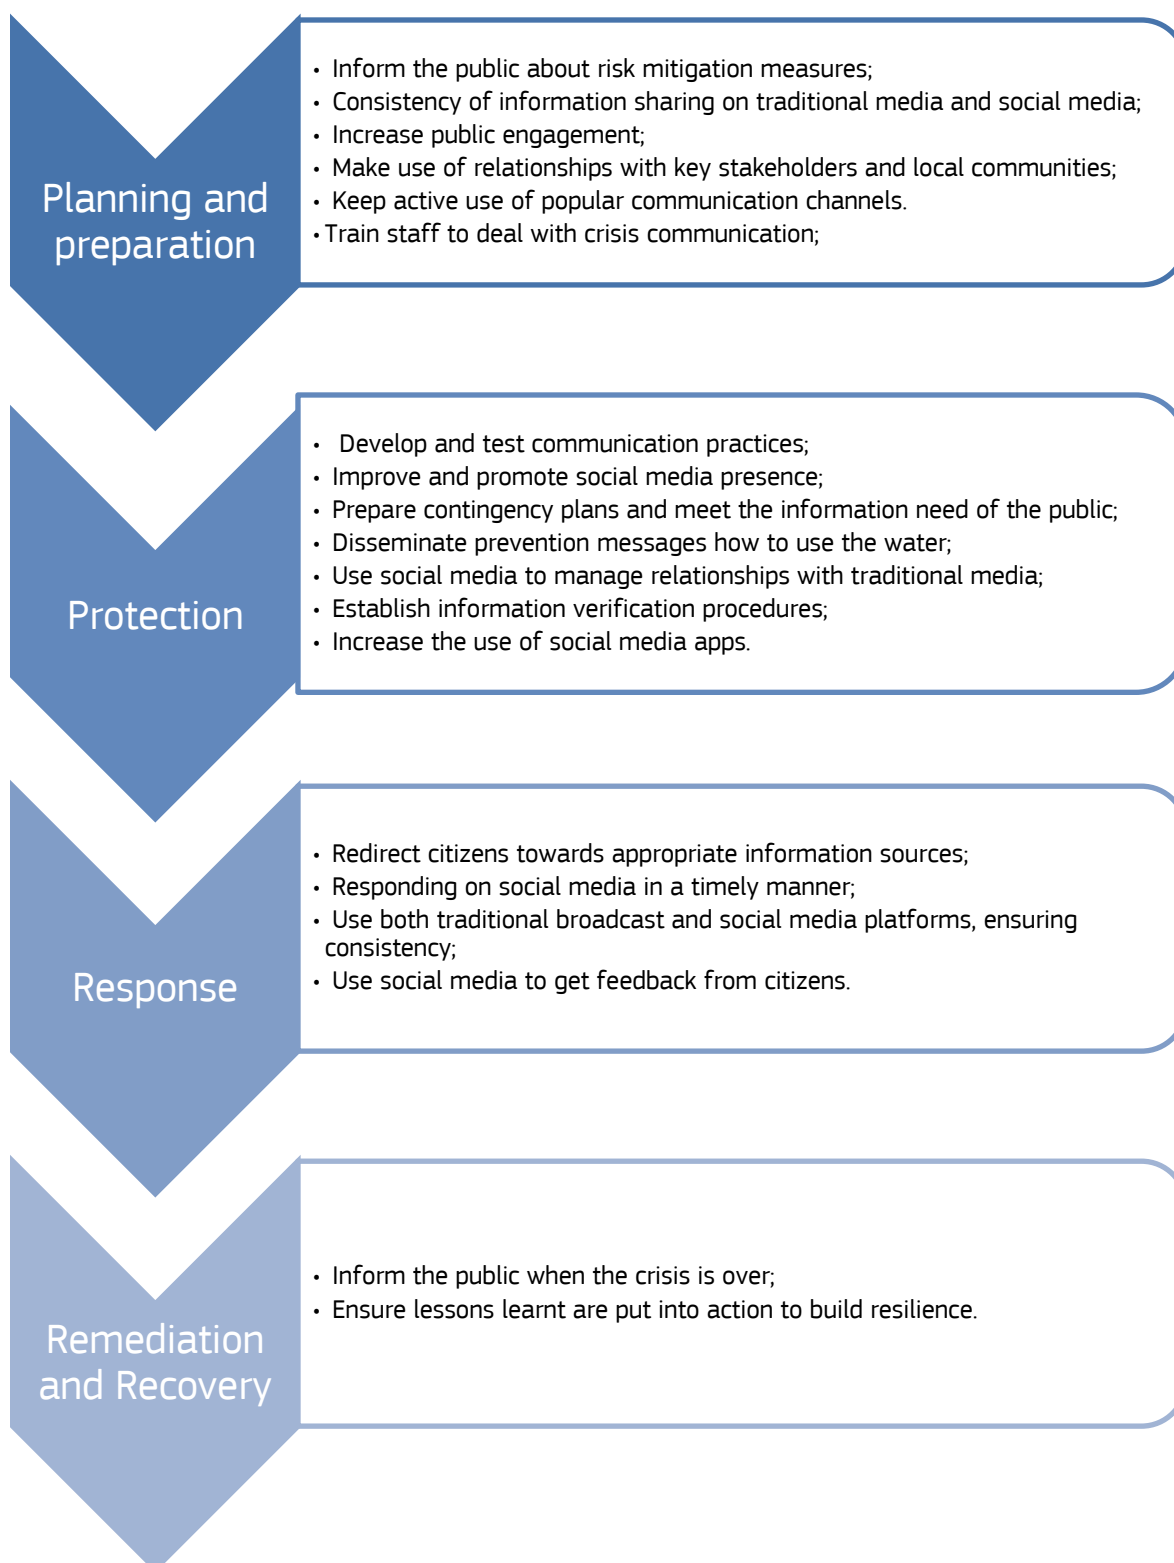 Planning and
preparation
• Inform the public about risk mitigation measures;
• Consistency of information sharing on traditional media and social media;
• Increase public engagement;
• Make use of relationships with key stakeholders and local communities;
• Keep active use of popular communication channels.
• Train staff to deal with crisis communication;
Protection
• Develop and test communication practices;
• Improve and promote social media presence;
• Prepare contingency plans and meet the information need of the public;
• Disseminate prevention messages how to use the water;
• Use social media to manage relationships with traditional media;
• Establish information verification procedures;
• Increase the use of social media apps.
Response
• Redirect citizens towards appropriate information sources;
• Responding on social media in a timely manner;
• Use both traditional broadcast and social media platforms, ensuring
consistency;
• Use social media to get feedback from citizens.
Remediation
and Recovery
• Inform the public when the crisis is over;
• Ensure lessons learnt are put into action to build resilience.